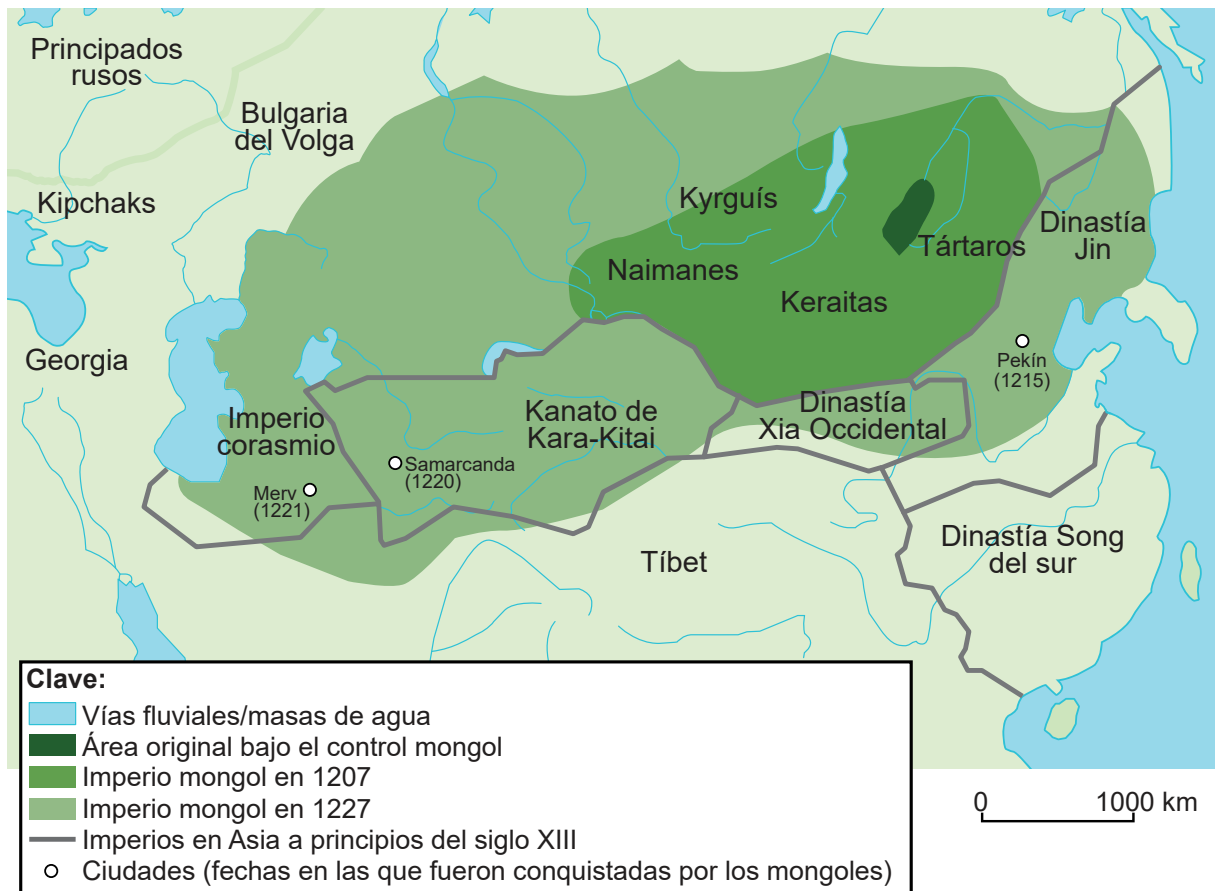 Principados
rusos
Bulgaria
del Volga
Kipchaks
Kyrguís
Dinastía
Jin
Tártaros
Naimanes
Keraitas
Georgia
Pekín
(1215)
Imperio
corasmio
Kanato de
Kara-Kitai
Dinastía
Xia Occidental
Samarcanda
(1220)
Merv
(1221)
Tíbet
Dinastía Song
del sur
Clave:
Vías fluviales/masas de agua
Área original bajo el control mongol
Imperio mongol en 1207
Imperio mongol en 1227
Imperios en Asia a principios del siglo XIII
Ciudades (fechas en las que fueron conquistadas por los mongoles)
0 1000 km